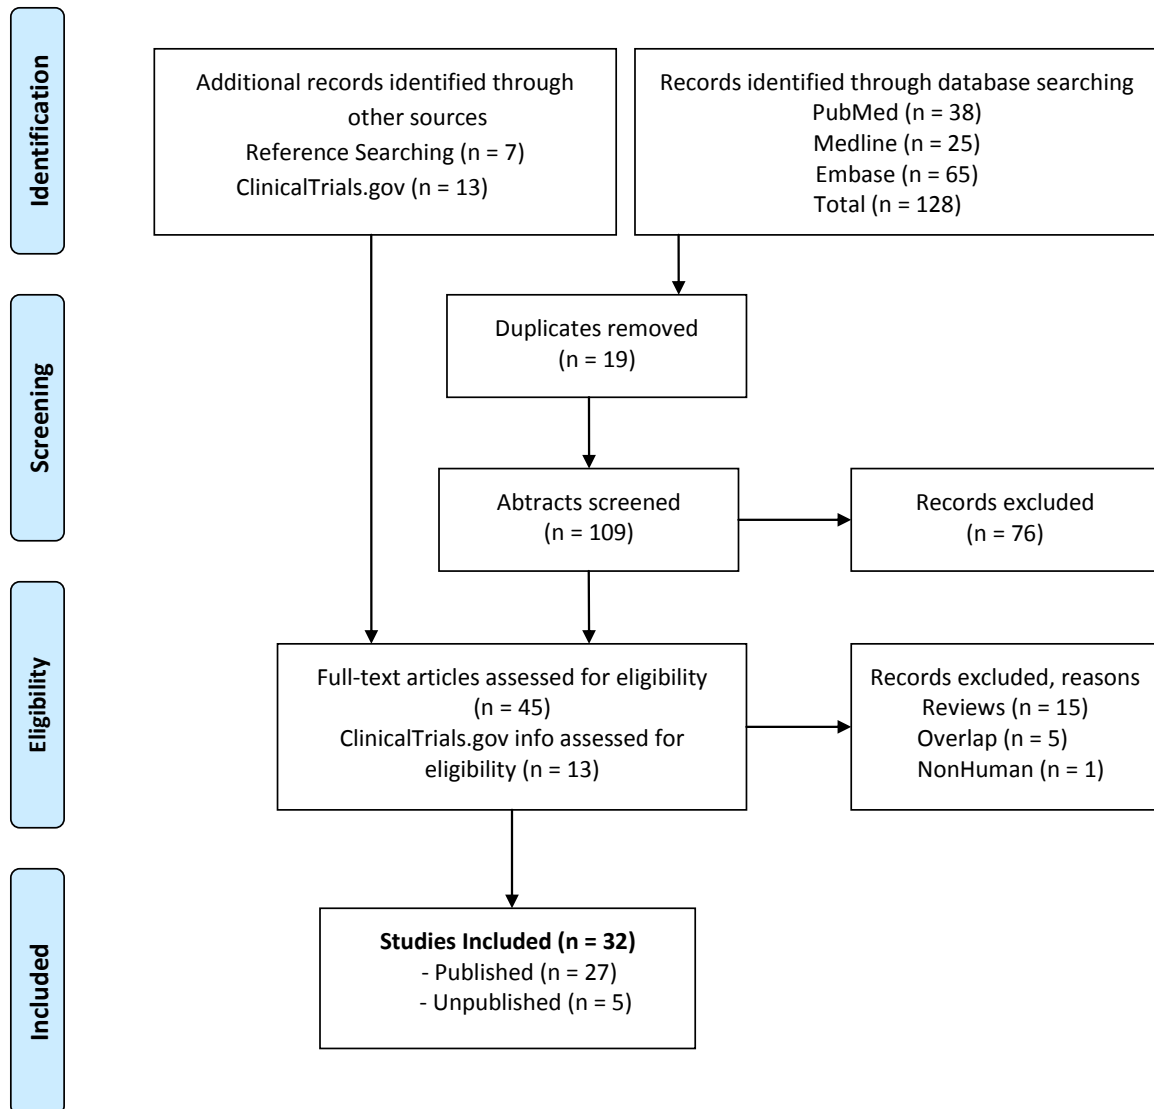 Identification
Additional records identified through
other sources
Reference Searching (n = 7)
ClinicalTrials.gov (n = 13)
Records identified through database searching
PubMed (n = 38)
Medline (n = 25)
Embase (n = 65)
Total (n = 128)
Screening
Duplicates removed
(n = 19)
Abtracts screened
(n = 109)
Records excluded
(n = 76)
Eligibility
Full-text articles assessed for eligibility
(n = 45)
ClinicalTrials.gov info assessed for
eligibility (n = 13)
Records excluded, reasons
Reviews (n = 15)
Overlap (n = 5)
NonHuman (n = 1)
Included
Studies Included (n = 32)
- Published (n = 27)
- Unpublished (n = 5)